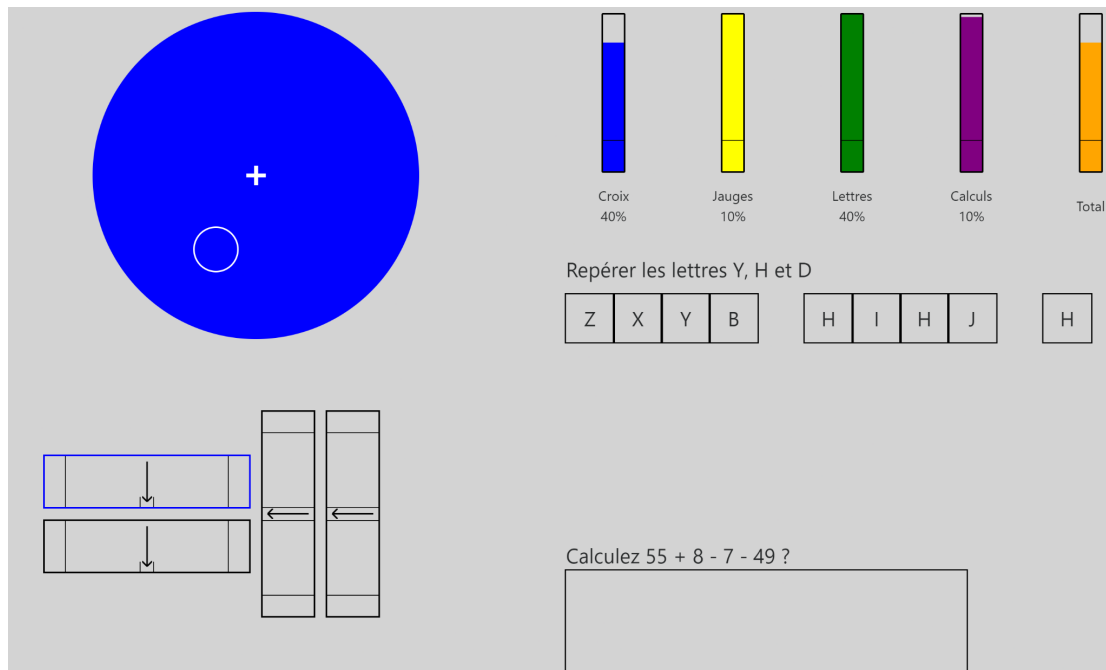 Croix Jauges Lettres Calculs Total
40% 10% 40% 10%
Repérer les lettres Y, H et D
Z X Y B H I H J H
Calculez 55 + 8 - 7 - 49 ?